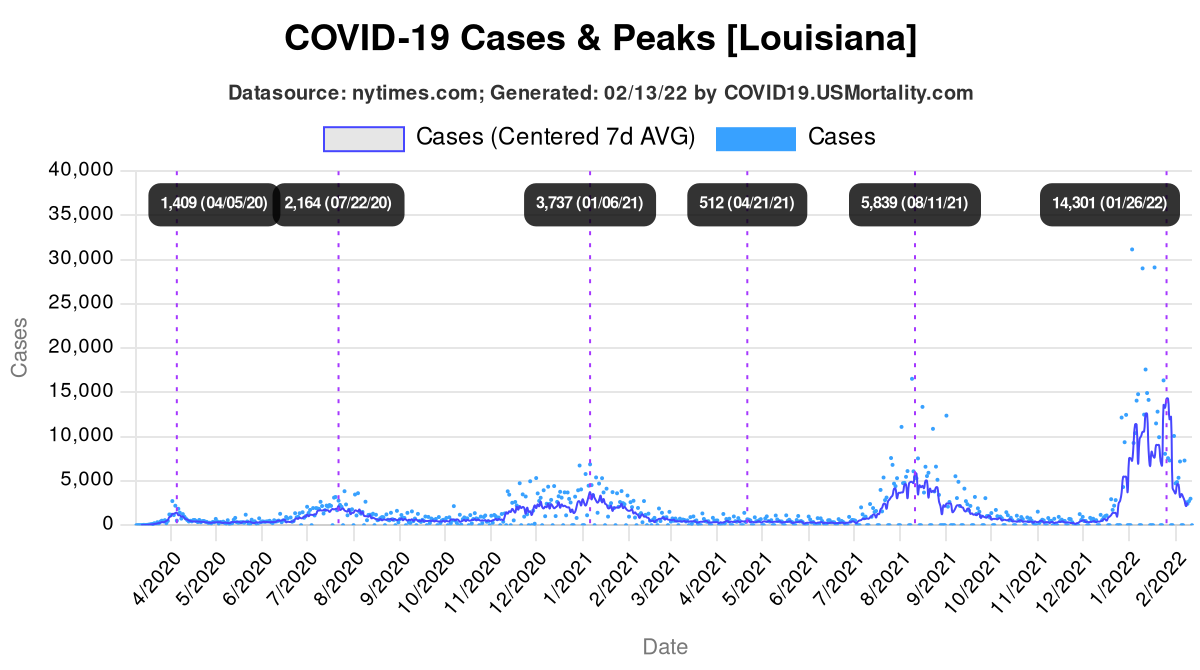 COVID-19 Cases & Peaks [Louisiana]
Datasource: nytimes.com; Generated: 02/13/22 by COVID19.USMortality.com
Cases (Centered 7d AVG) Cases
40,000
1,409 (04/05/20) 2,164 (07/22/20) 3,737 (01/06/21) 512 (04/21/21) 5,839 (08/11/21) 14,301 (01/26/22)
35,000
30,000
25,000
20,000
15,000
10,000
5,000
0
Cases
4/2020 5/2020 6/2020 7/2020 8/2020 9/2020 10/2020 11/2020 12/2020 1/2021 2/2021 3/2021 4/2021 5/2021 6/2021 7/2021 8/2021 9/2021 10/2021 11/2021 12/2021 1/2022 2/2022
Date